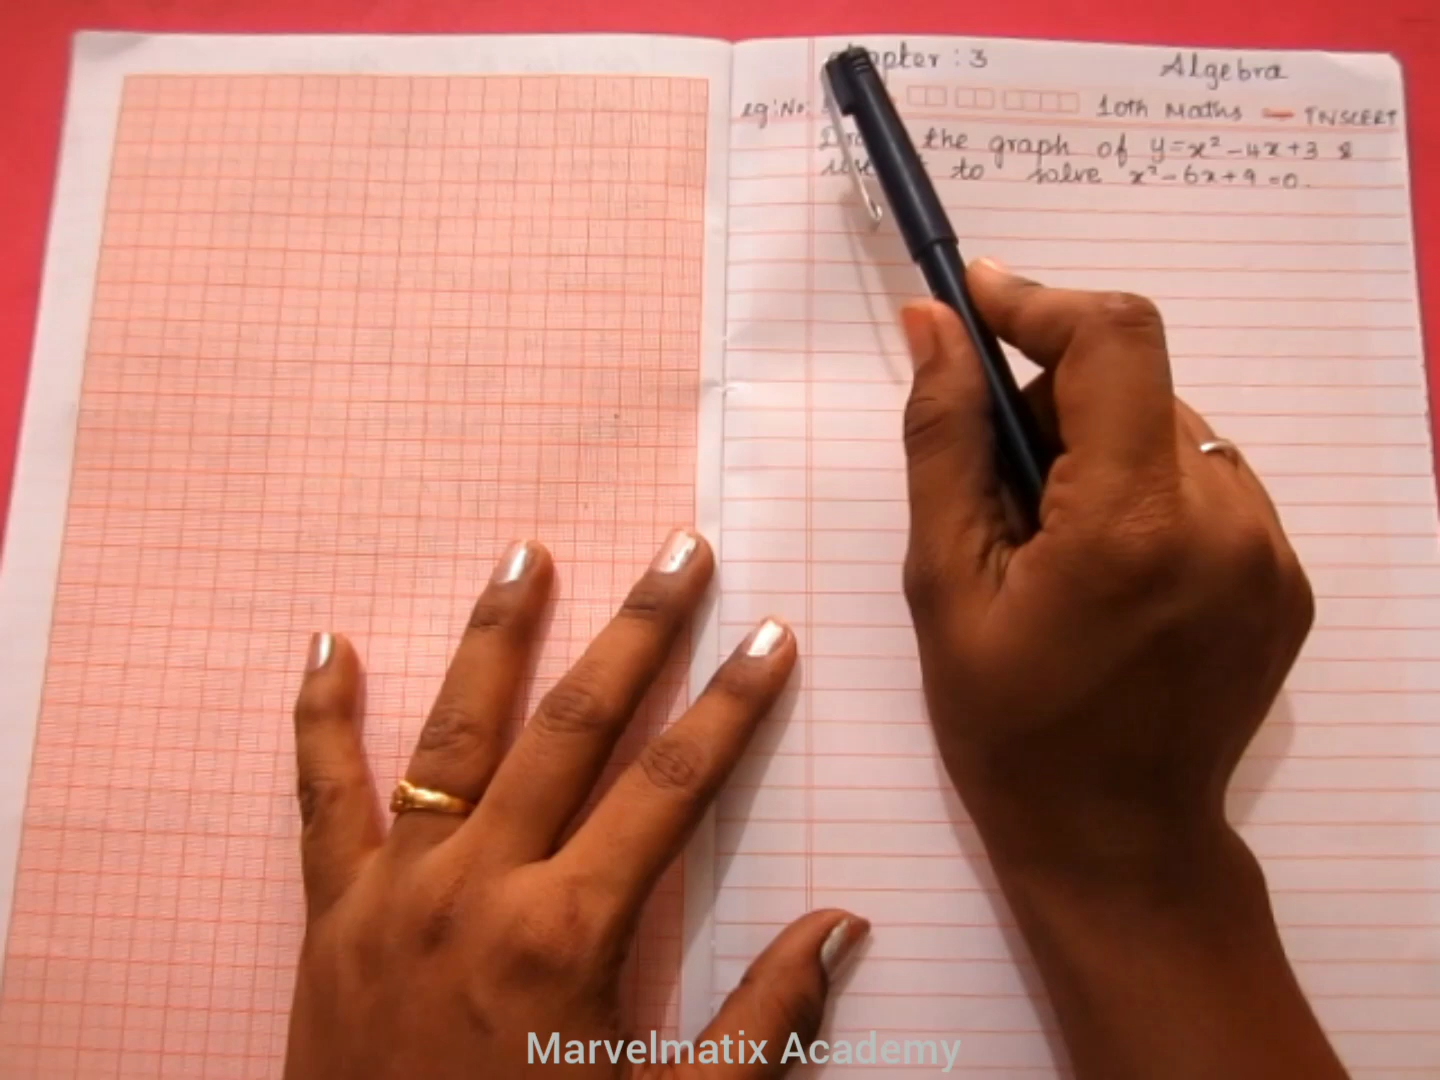 : 3 Algebra
eg:No: 10th Maths — TNSCERT
the graph of y=x²-4x+3 &
to solve x²-6x+9=0.
Marvelmatix Academy